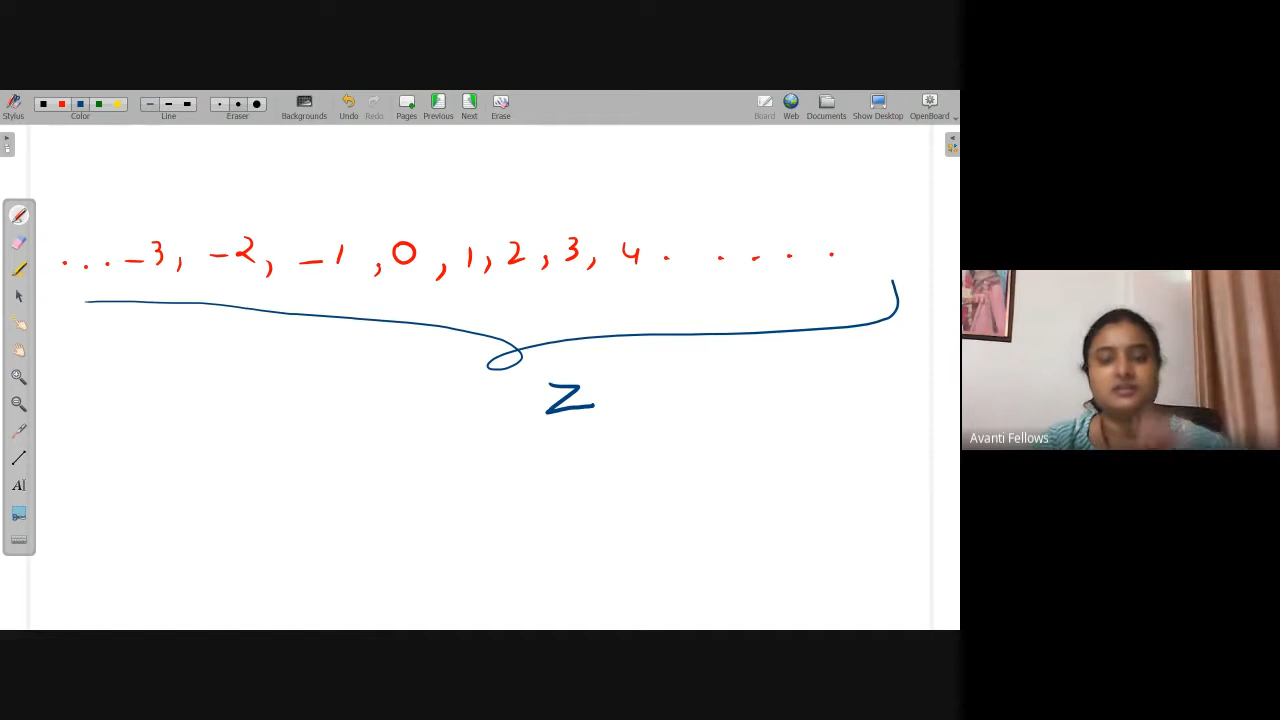 Stylus Color Line Eraser Backgrounds Undo Redo Pages Previous Next Erase Board Web Documents Show Desktop OpenBoard
... -3, -2, -1, 0, 1, 2, 3, 4. . . . .
Z
Avanti Fellows